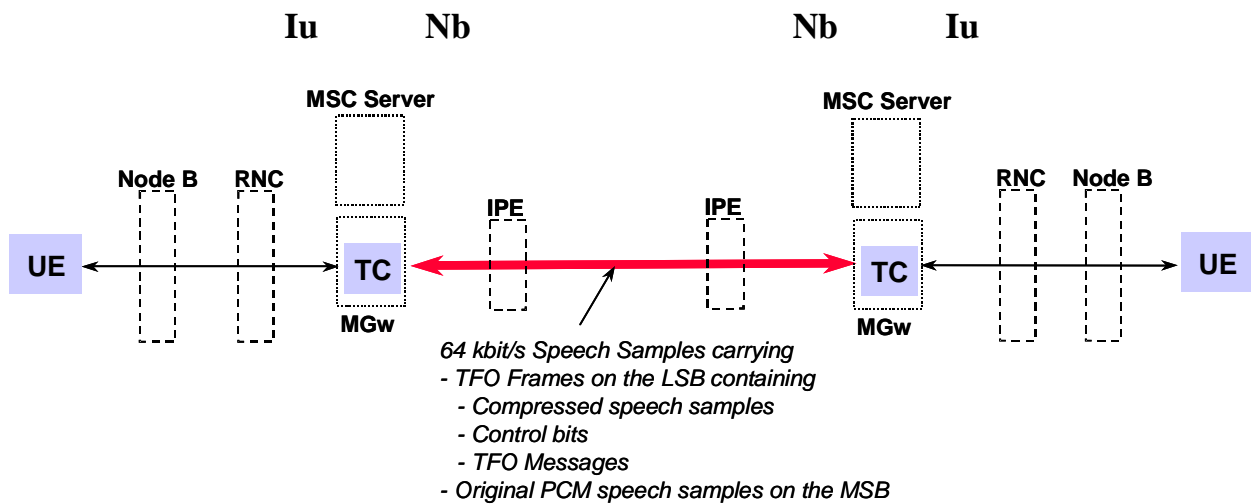 Iu Nb Nb Iu
MSC Server MSC Server
Node B RNC IPE IPE RNC Node B
UE TC TC UE
MGw MGw
64 kbit/s Speech Samples carrying
- TFO Frames on the LSB containing
- Compressed speech samples
- Control bits
- TFO Messages
- Original PCM speech samples on the MSB